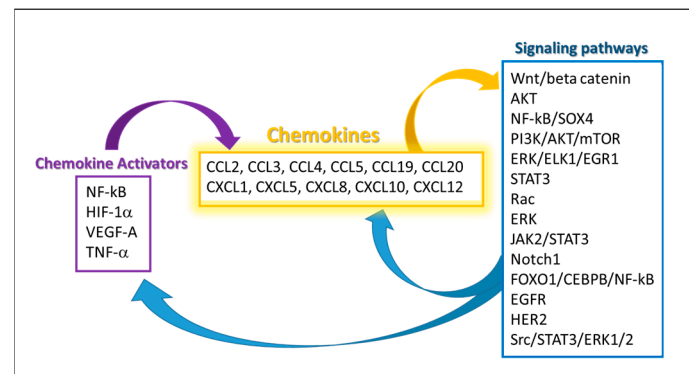 Signaling pathways
Wnt/beta catenin
AKT
NF-kB/SOX4
PI3K/AKT/mTOR
ERK/ELK1/EGR1
STAT3
Rac
ERK
JAK2/STAT3
Notch1
FOXO1/CEBPB/NF-kB
EGFR
HER2
Src/STAT3/ERK1/2
Chemokines
CCL2, CCL3, CCL4, CCL5, CCL19, CCL20
CXCL1, CXCL5, CXCL8, CXCL10, CXCL12
Chemokine Activators
NF-kB
HIF-1α
VEGF-A
TNF-α